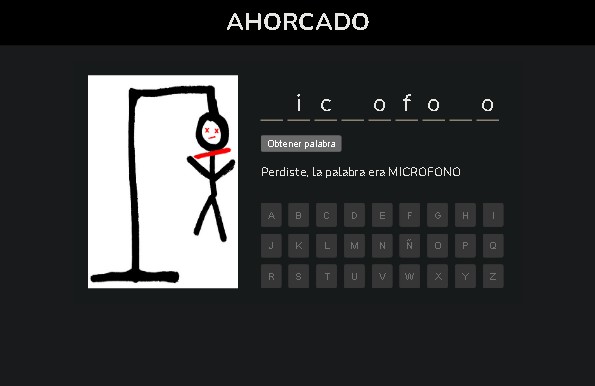 AHORCADO
_ i c _ o f o _ o
Obtener palabra
Perdiste, la palabra era MICROFONO
A B C D E F G H I
J K L M N Ñ O P Q
R S T U V W X Y Z